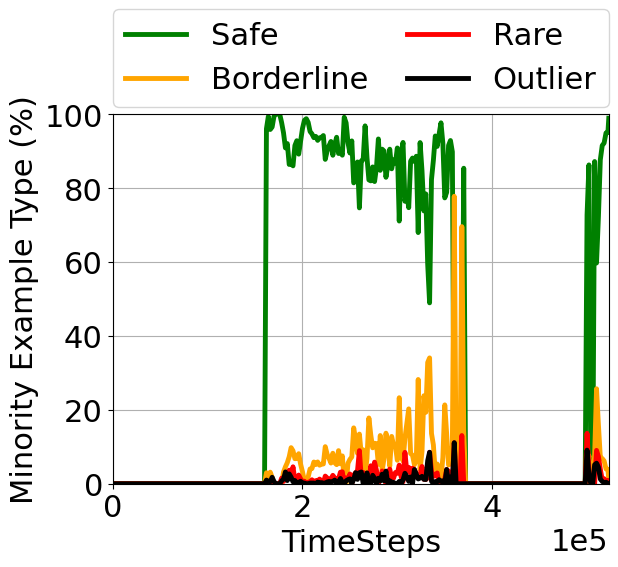 Safe
Rare
Borderline
Outlier
Minority Example Type (%)
100
80
60
40
20
0
0
2
4
TimeSteps
1e5